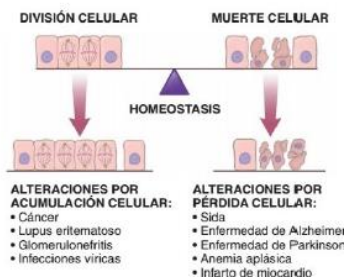 DIVISIÓN CELULAR
MUERTE CELULAR
HOMEOSTASIS
ALTERACIONES POR
ACUMULACIÓN CELULAR:
• Cáncer
• Lupus eritematoso
• Glomerulonefritis
• Infecciones víricas
ALTERACIONES POR
PÉRDIDA CELULAR:
• Sida
• Enfermedad de Alzheimer
• Enfermedad de Parkinson
• Anemia aplásica
• Infarto de miocardio